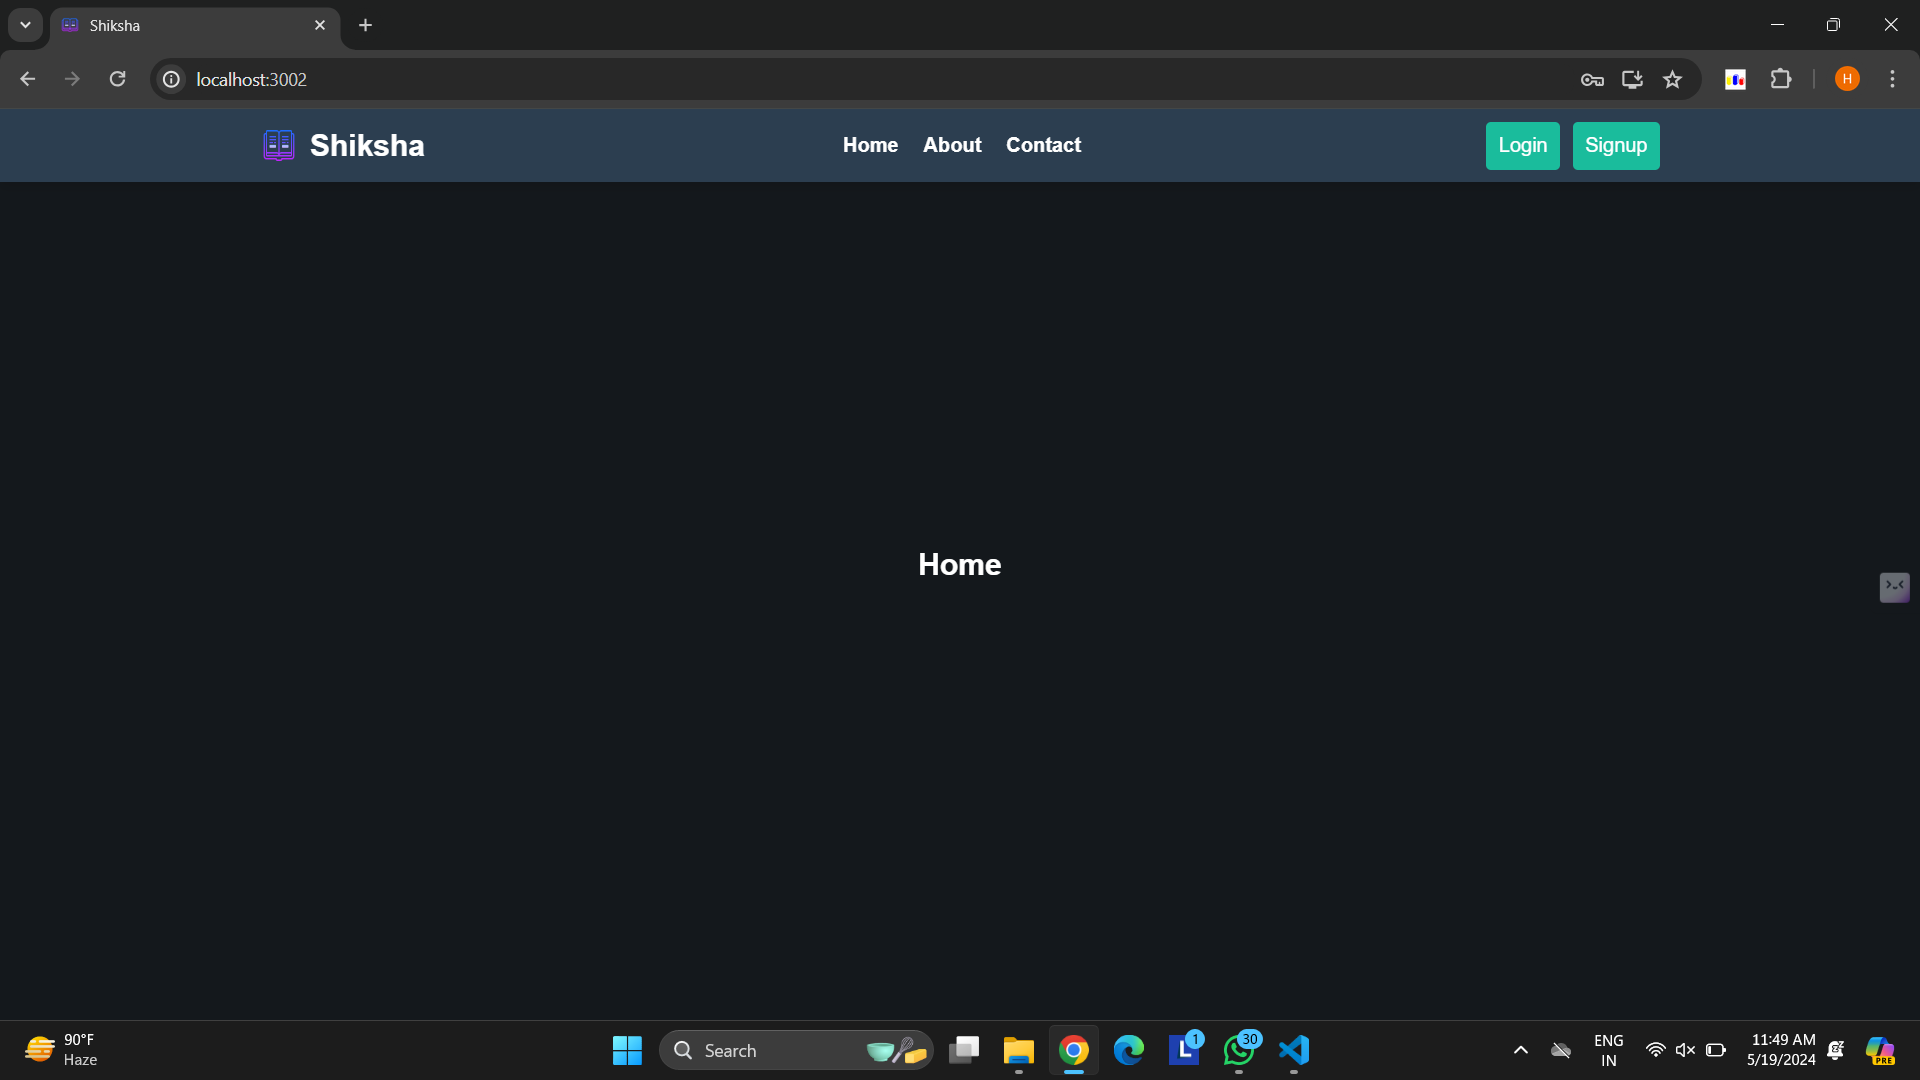 Shiksha
localhost:3002
H
Shiksha
Home About Contact
Login Signup
Home
90°F
Haze
Search
L 1
30
ENG
IN
11:49 AM
5/19/2024
PRE